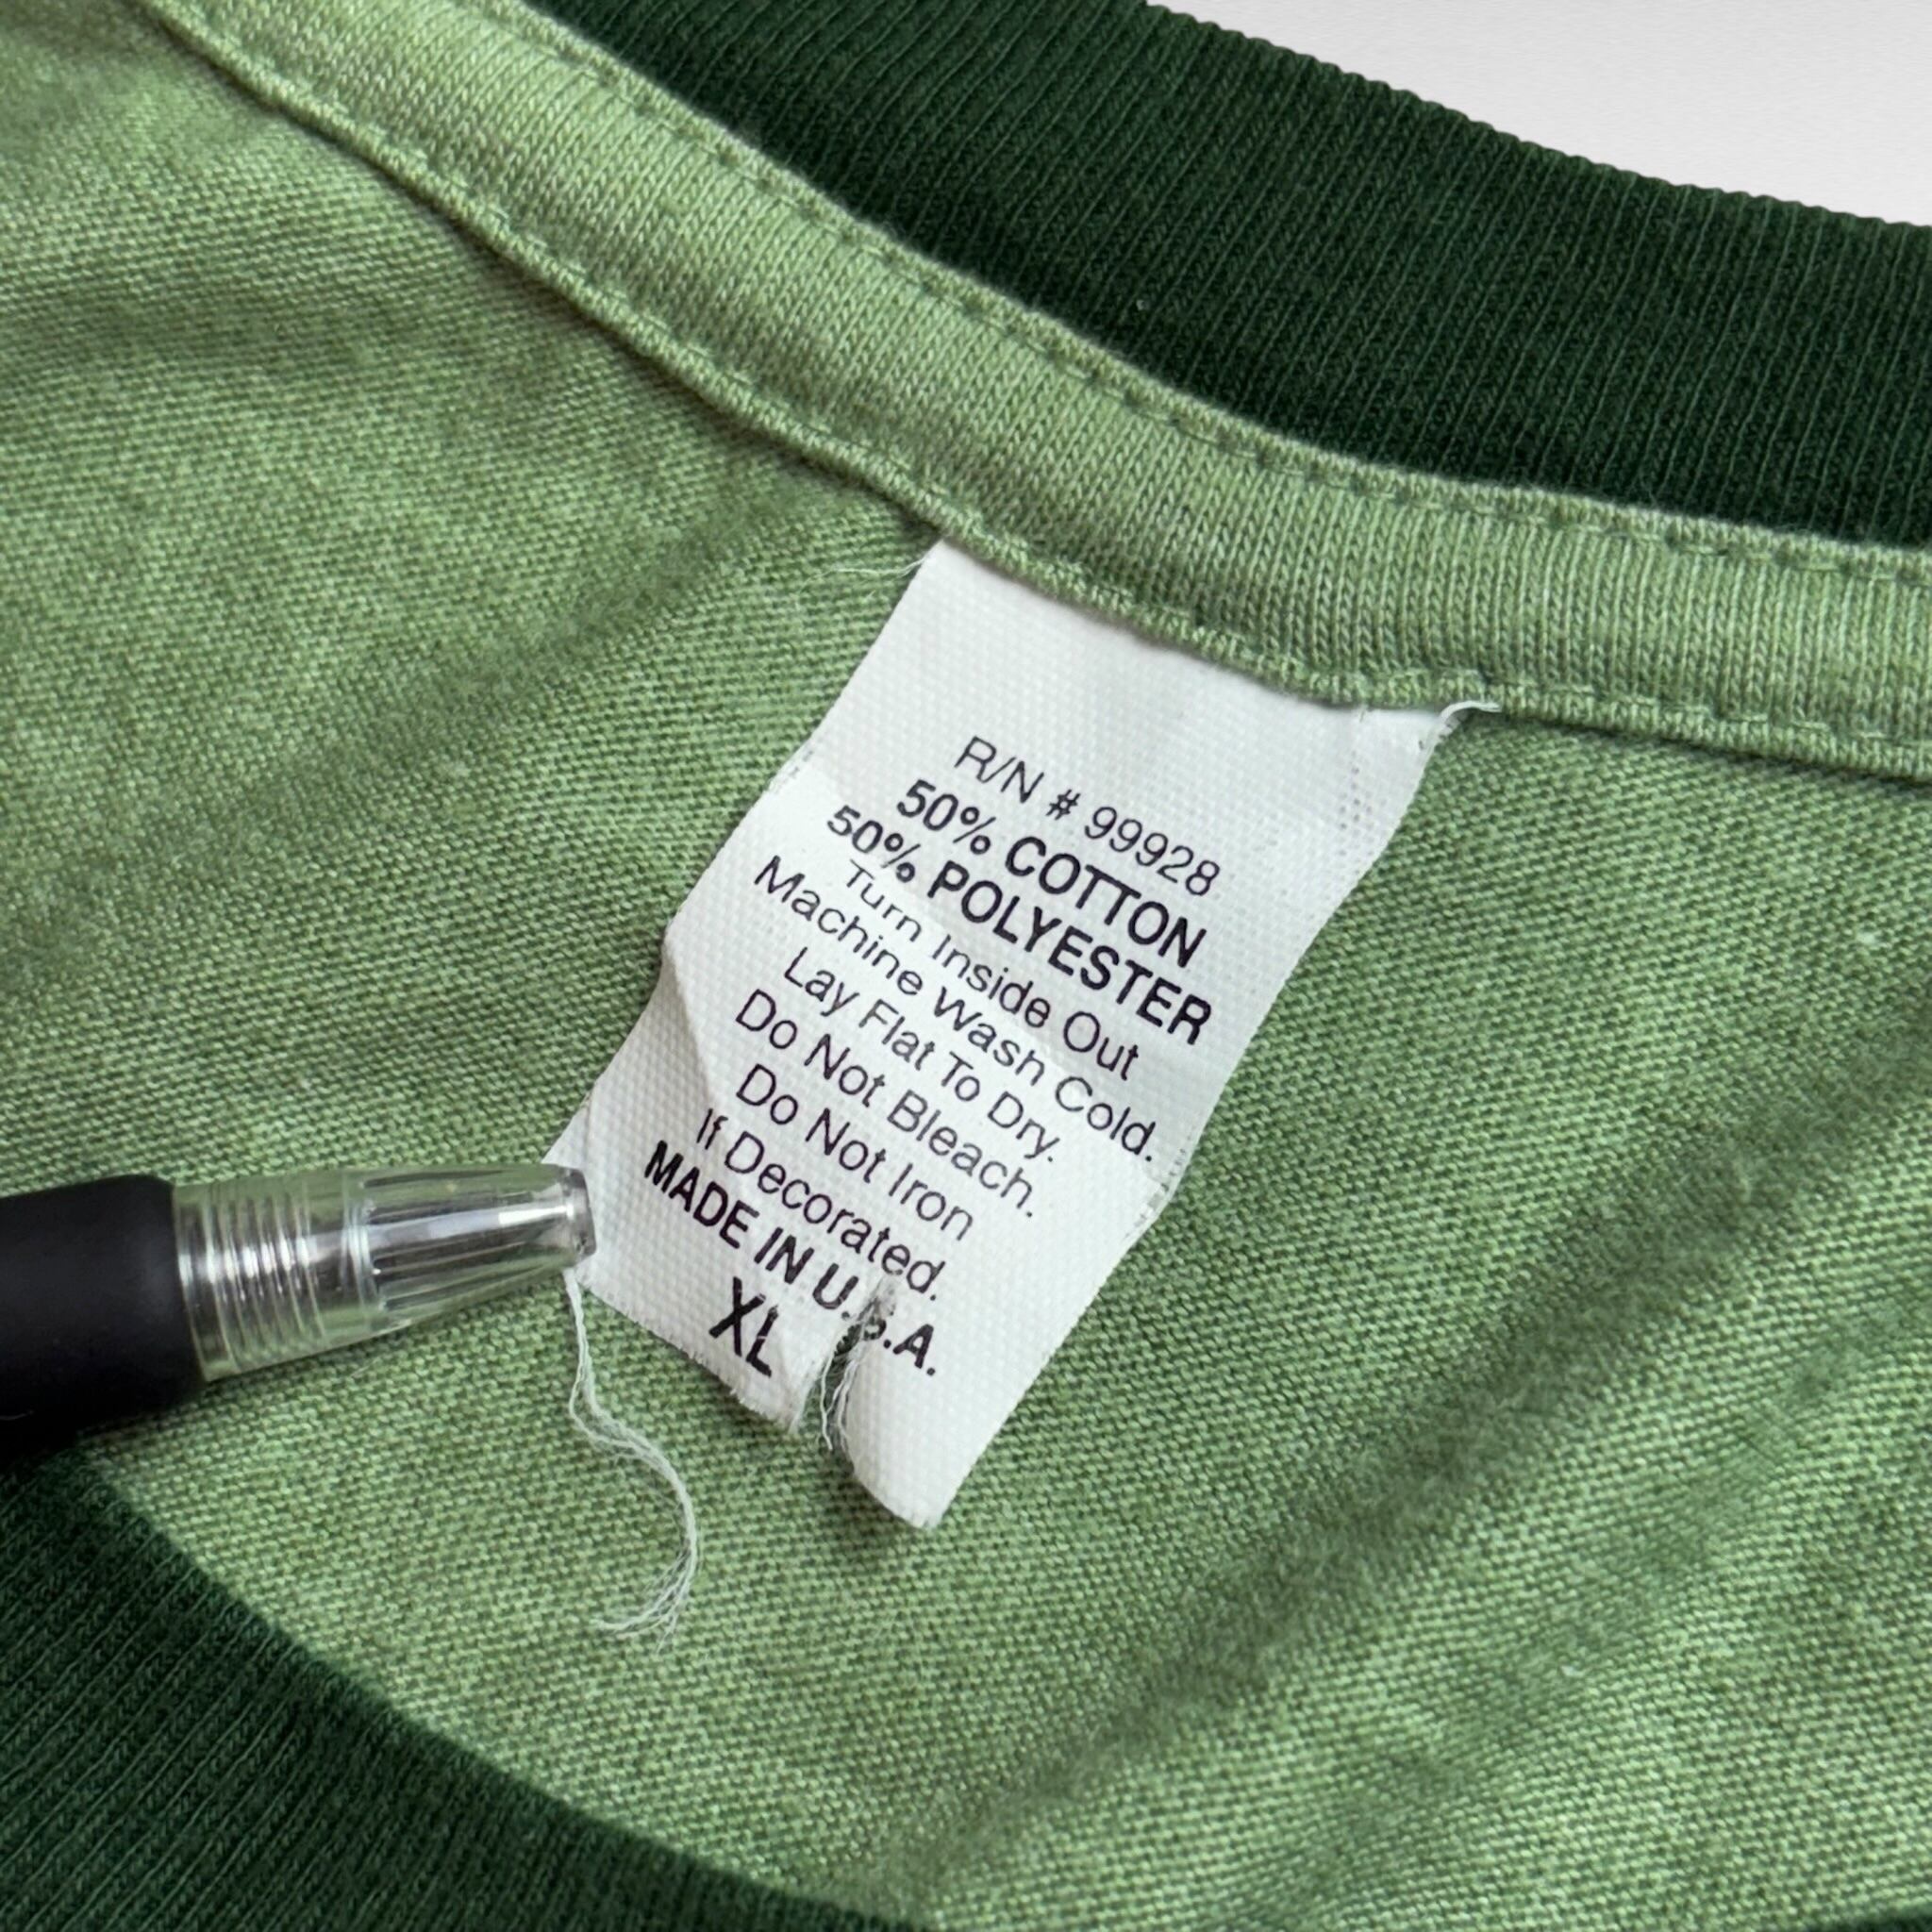 R/N # 99928
50% COTTON
50% POLYESTER
Turn Inside Out
Machine Wash Cold.
Lay Flat To Dry.
Do Not Bleach.
Do Not Iron
If Decorated.
MADE IN U.S.A.
XL